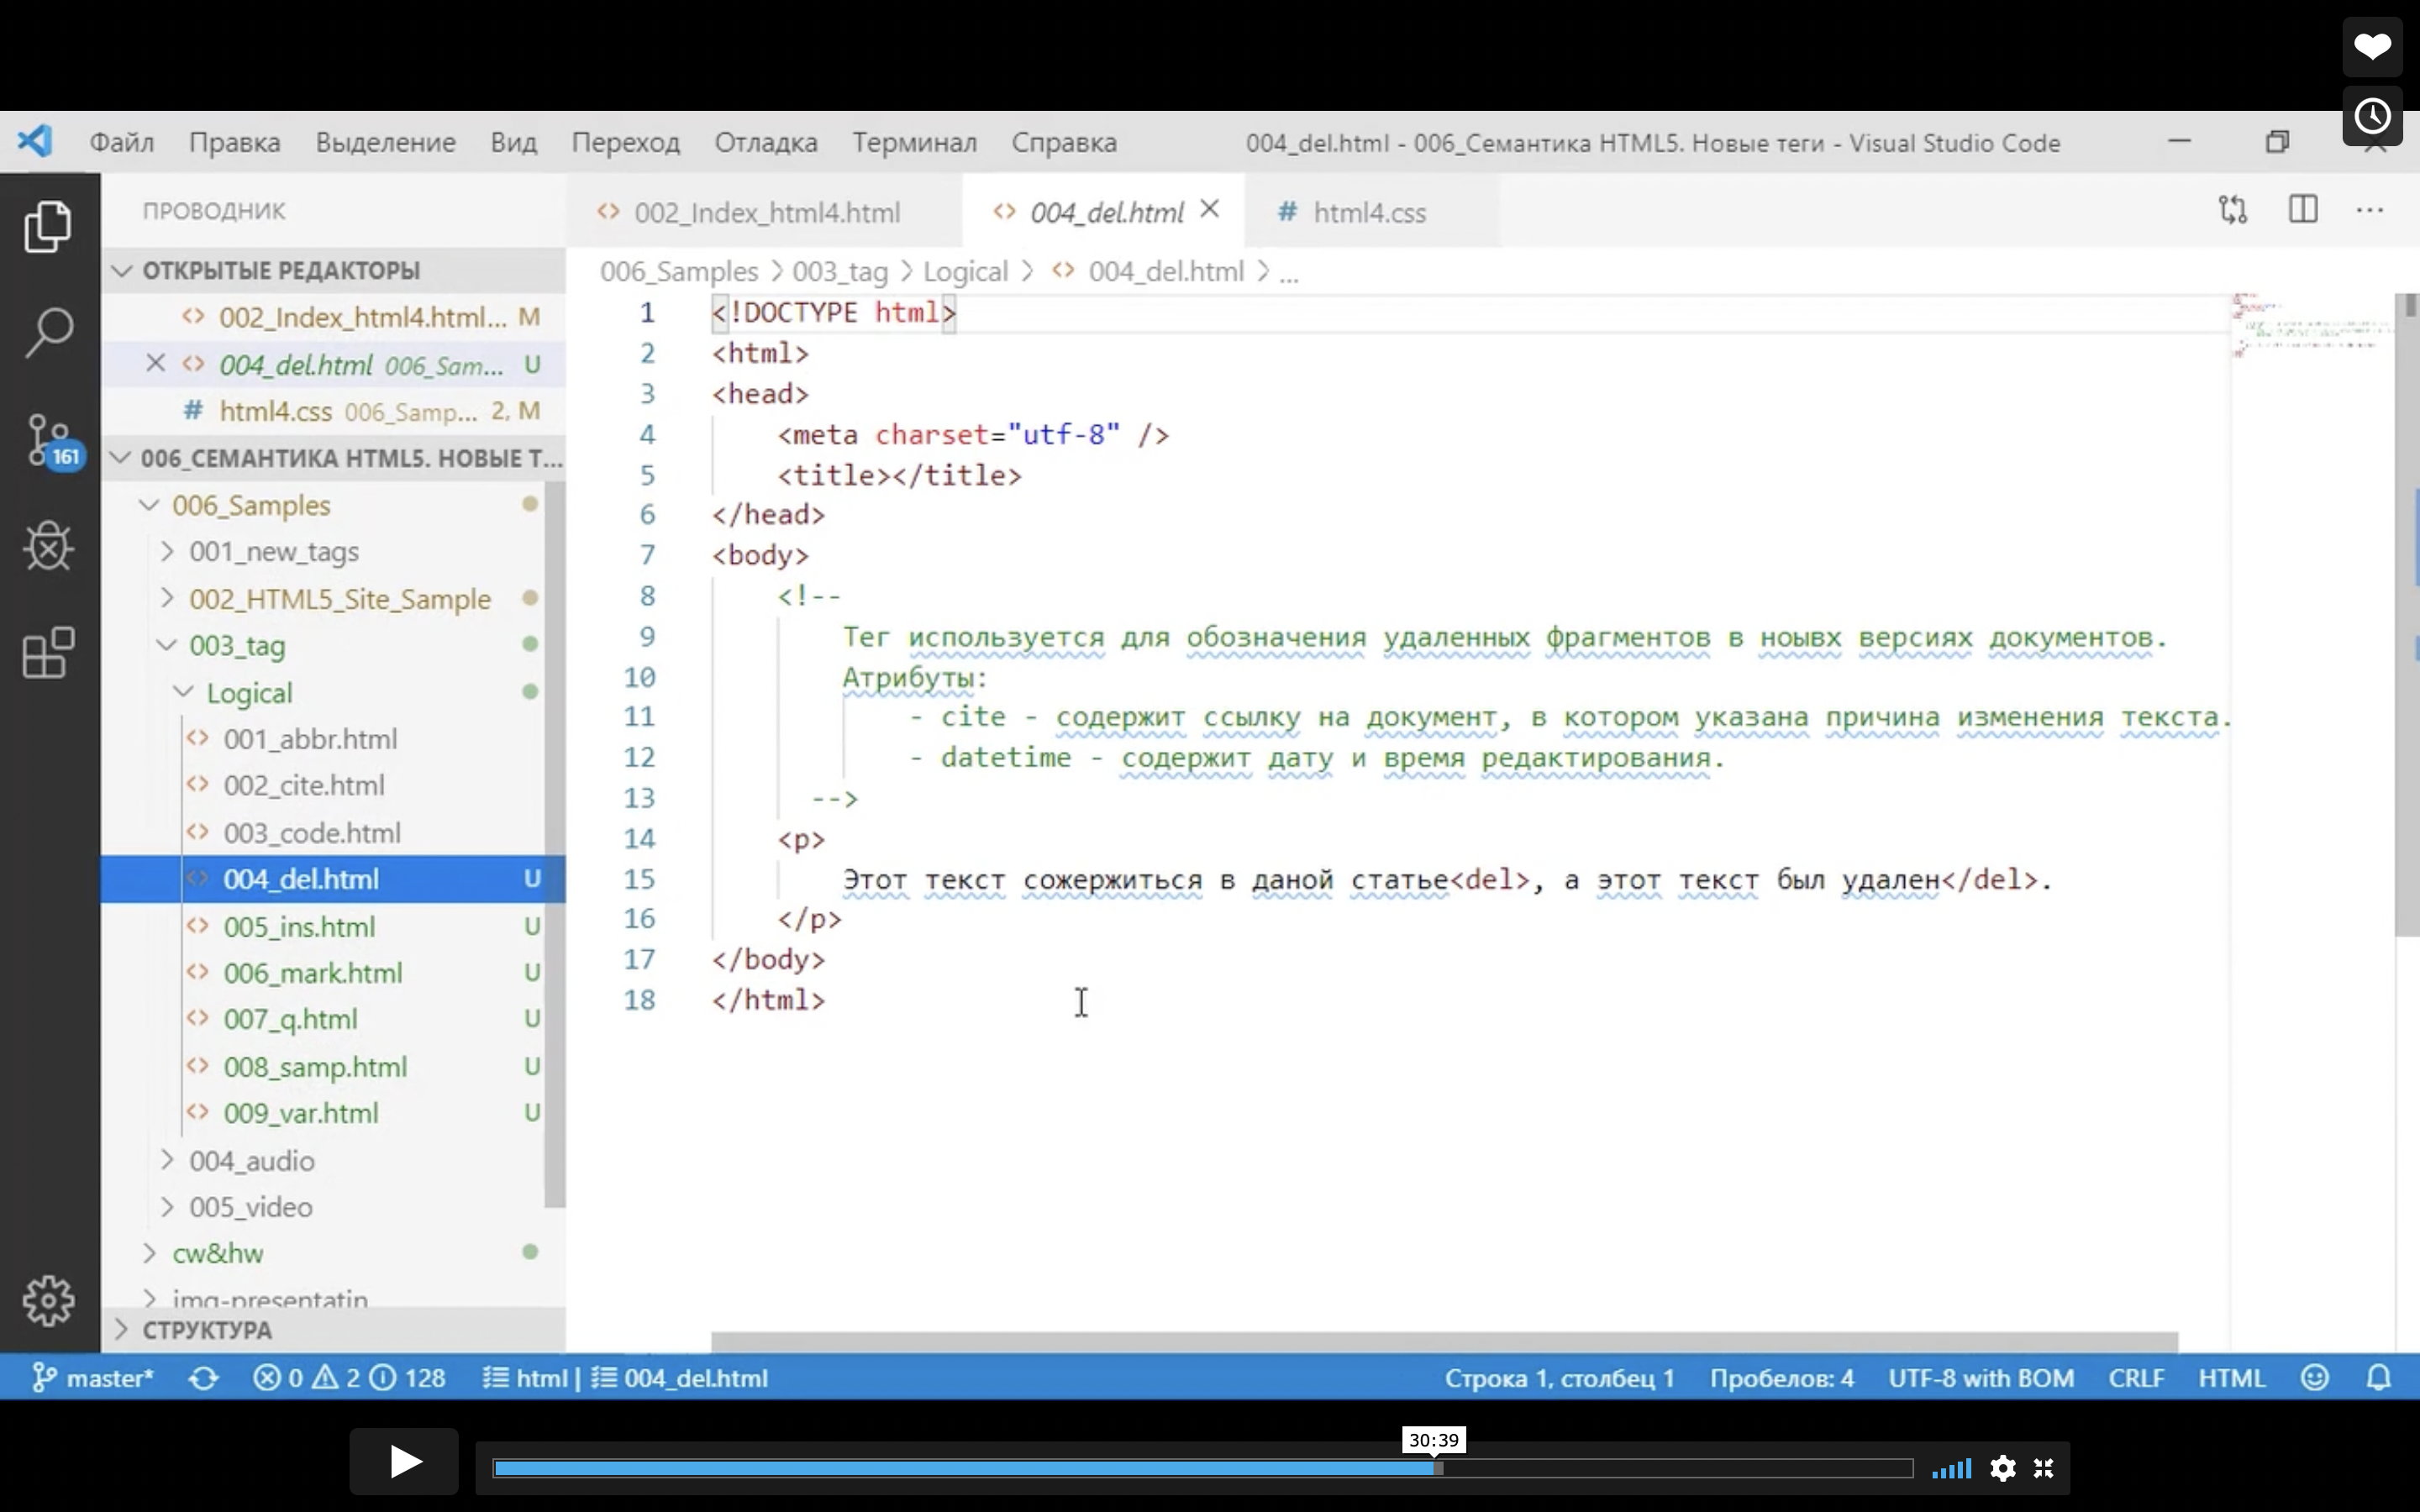 Файл Правка Выделение Вид Переход Отладка Терминал Справка 004_del.html - 006_Семантика HTML5. Новые теги - Visual Studio Code
ПРОВОДНИК
002_Index_html4.html 004_del.html # html4.css
ОТКРЫТЫЕ РЕДАКТОРЫ
002_Index_html4.html... M
004_del.html 006_Sam... U
# html4.css 006_Samp... 2, M
006_СЕМАНТИКА HTML5. НОВЫЕ Т...
006_Samples
001_new_tags
002_HTML5_Site_Sample
003_tag
Logical
001_abbr.html
002_cite.html
003_code.html
004_del.html U
005_ins.html U
006_mark.html U
007_q.html U
008_samp.html U
009_var.html U
004_audio
005_video
cw&hw
img-presentatin
СТРУКТУРА
161
006_Samples > 003_tag > Logical > 004_del.html > ...
1 <!DOCTYPE html>
2 <html>
3 <head>
4 <meta charset="utf-8" />
5 <title></title>
6 </head>
7 <body>
8 <!--
9 Тег используется для обозначения удаленных фрагментов в ноывх версиях документов.
10 Атрибуты:
11 - cite - содержит ссылку на документ, в котором указана причина изменения текста.
12 - datetime - содержит дату и время редактирования.
13 -->
14 <p>
15 Этот текст сожержиться в даной статье<del>, а этот текст был удален</del>.
16 </p>
17 </body>
18 </html>
master* 0 2 128 html | 004_del.html Строка 1, столбец 1 Пробелов: 4 UTF-8 with BOM CRLF HTML
30:39